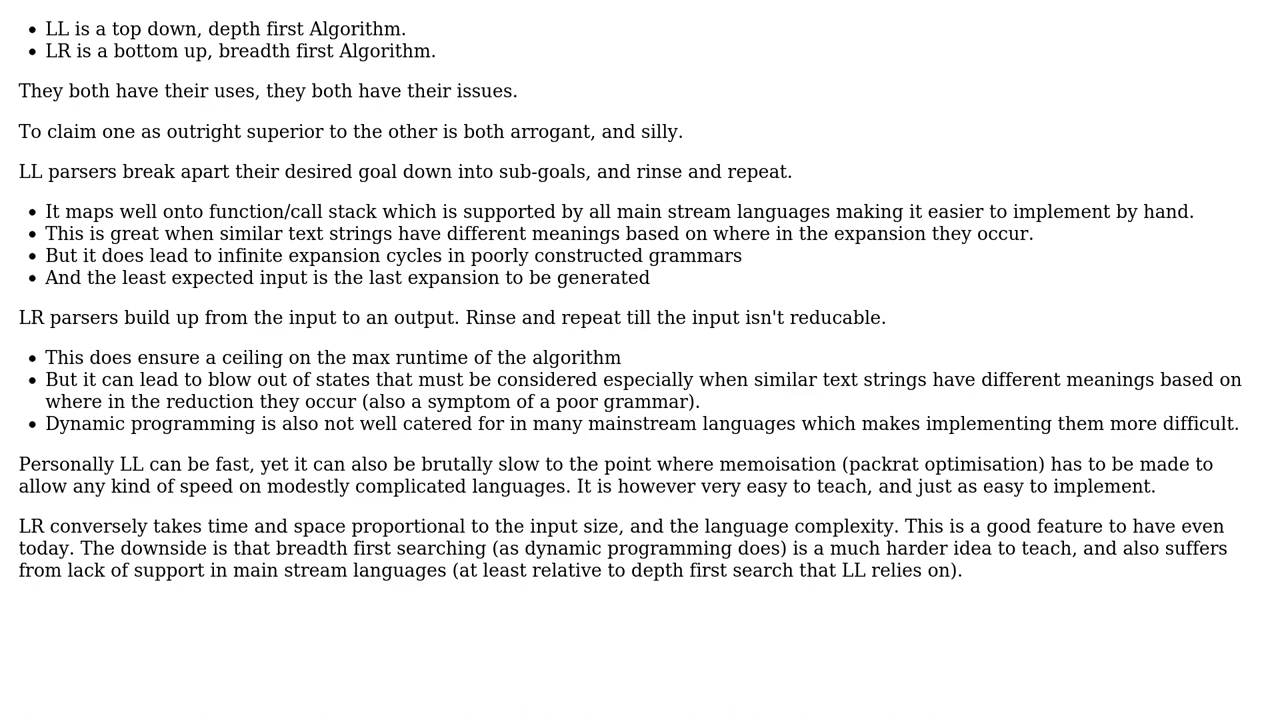 • LL is a top down, depth first Algorithm.
• LR is a bottom up, breadth first Algorithm.
They both have their uses, they both have their issues.
To claim one as outright superior to the other is both arrogant, and silly.
LL parsers break apart their desired goal down into sub-goals, and rinse and repeat.
• It maps well onto function/call stack which is supported by all main stream languages making it easier to implement by hand.
• This is great when similar text strings have different meanings based on where in the expansion they occur.
• But it does lead to infinite expansion cycles in poorly constructed grammars
• And the least expected input is the last expansion to be generated
LR parsers build up from the input to an output. Rinse and repeat till the input isn't reducable.
• This does ensure a ceiling on the max runtime of the algorithm
• But it can lead to blow out of states that must be considered especially when similar text strings have different meanings based on
where in the reduction they occur (also a symptom of a poor grammar).
• Dynamic programming is also not well catered for in many mainstream languages which makes implementing them more difficult.
Personally LL can be fast, yet it can also be brutally slow to the point where memoisation (packrat optimisation) has to be made to
allow any kind of speed on modestly complicated languages. It is however very easy to teach, and just as easy to implement.
LR conversely takes time and space proportional to the input size, and the language complexity. This is a good feature to have even
today. The downside is that breadth first searching (as dynamic programming does) is a much harder idea to teach, and also suffers
from lack of support in main stream languages (at least relative to depth first search that LL relies on).